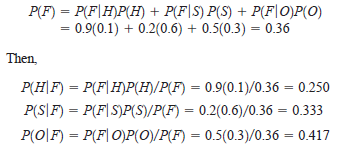 P(F) = P(F|H)P(H) + P(F|S) P(S) + P(F|O)P(O)
= 0.9(0.1) + 0.2(0.6) + 0.5(0.3) = 0.36
Then,
P(H|F) = P(F|H)P(H)/P(F) = 0.9(0.1)/0.36 = 0.250
P(S|F) = P(F|S)P(S)/P(F) = 0.2(0.6)/0.36 = 0.333
P(O|F) = P(F|O)P(O)/P(F) = 0.5(0.3)/0.36 = 0.417